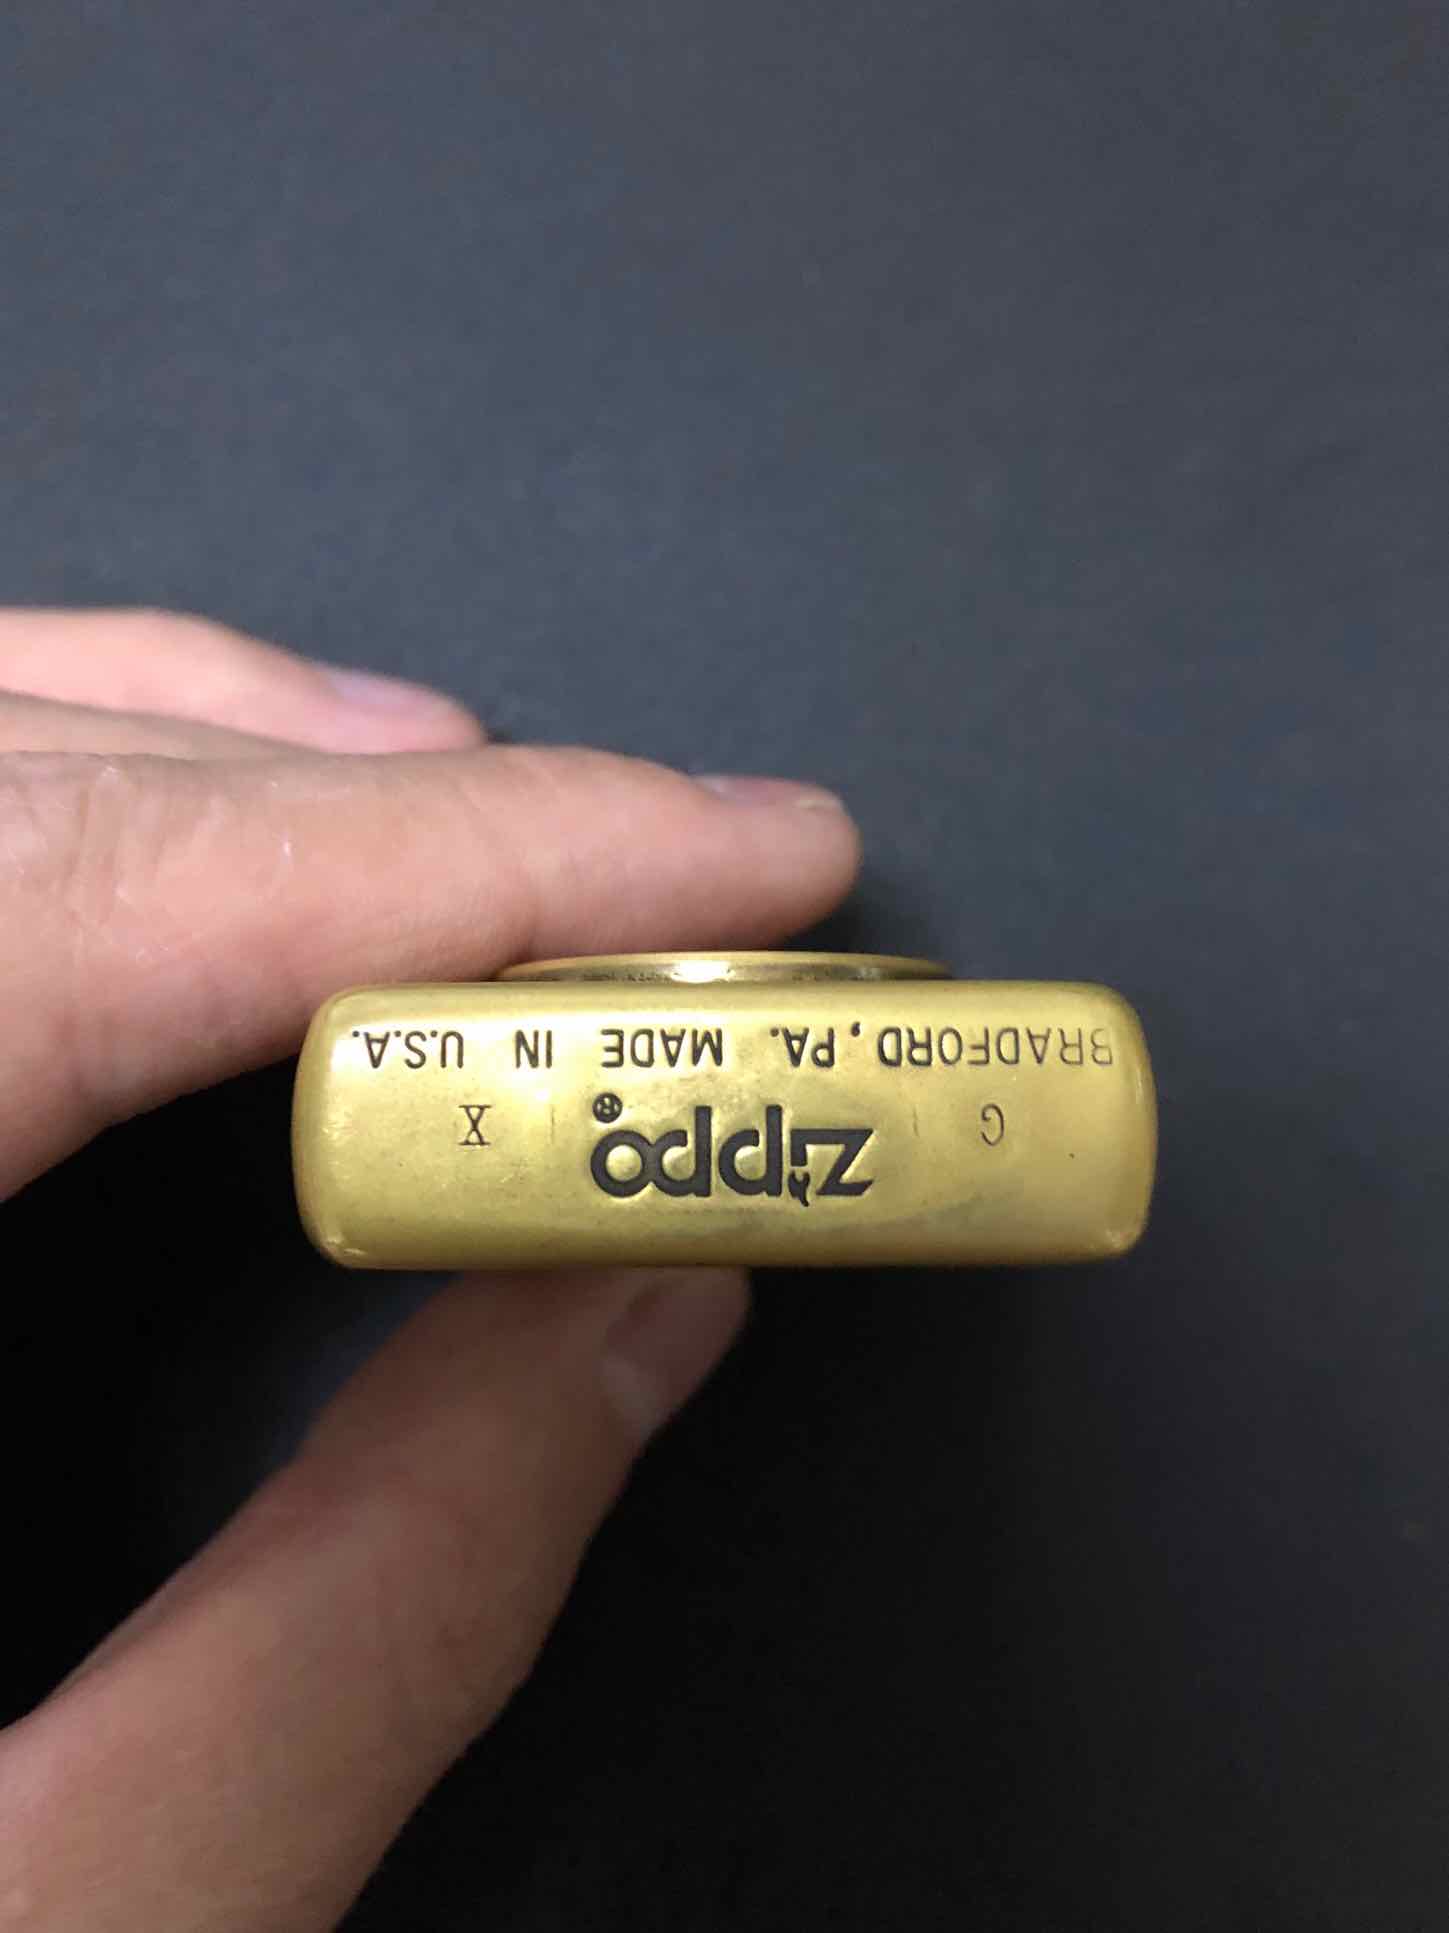 G Zippo® X
BRADFORD, PA. MADE IN U.S.A.